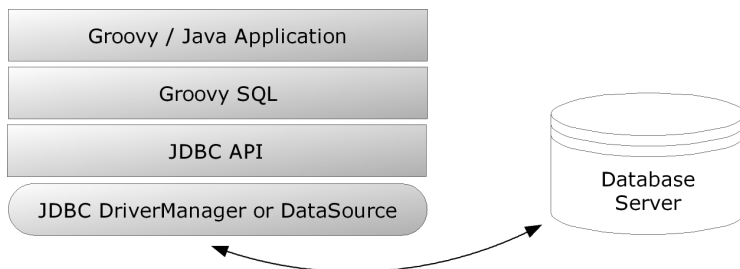 Groovy / Java Application
Groovy SQL
JDBC API
JDBC DriverManager or DataSource
Database
Server